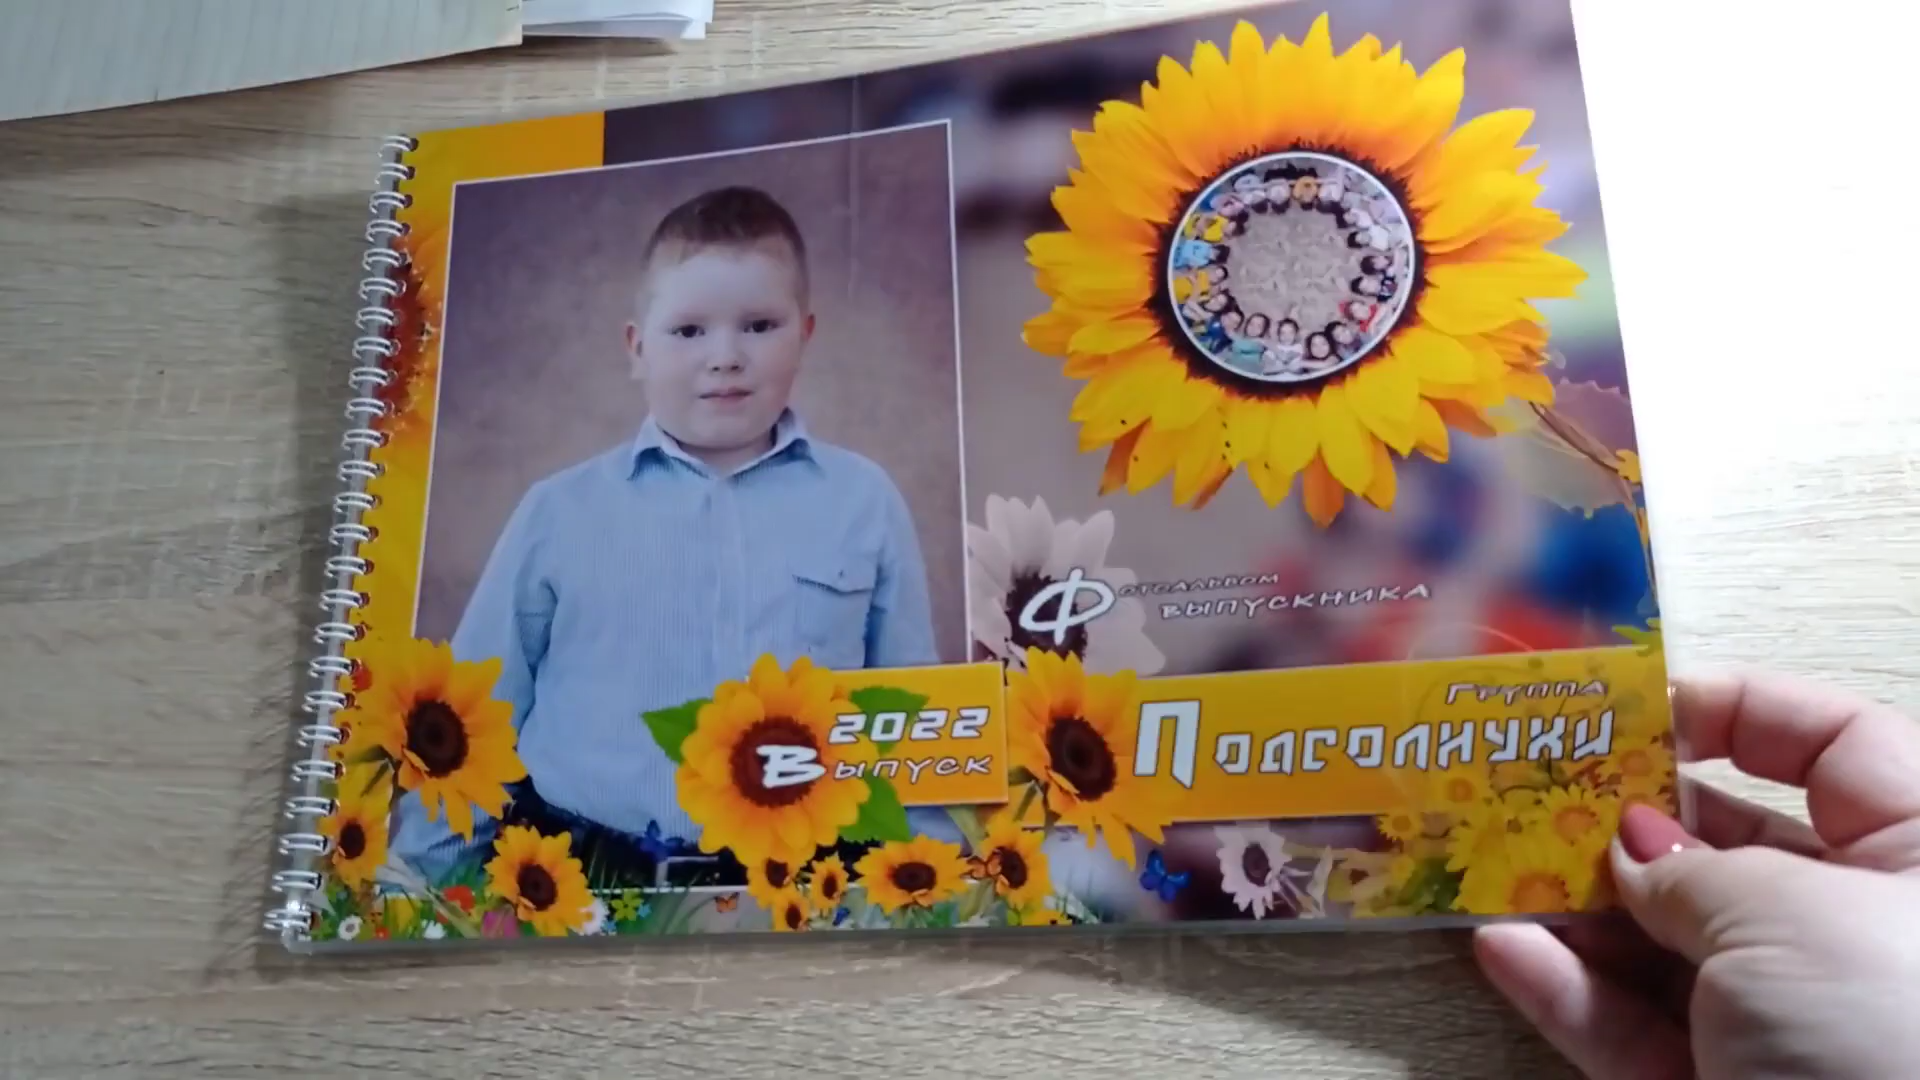 Фотоальбом
выпускника
2022
Выпуск
Группа
Подсолнухи